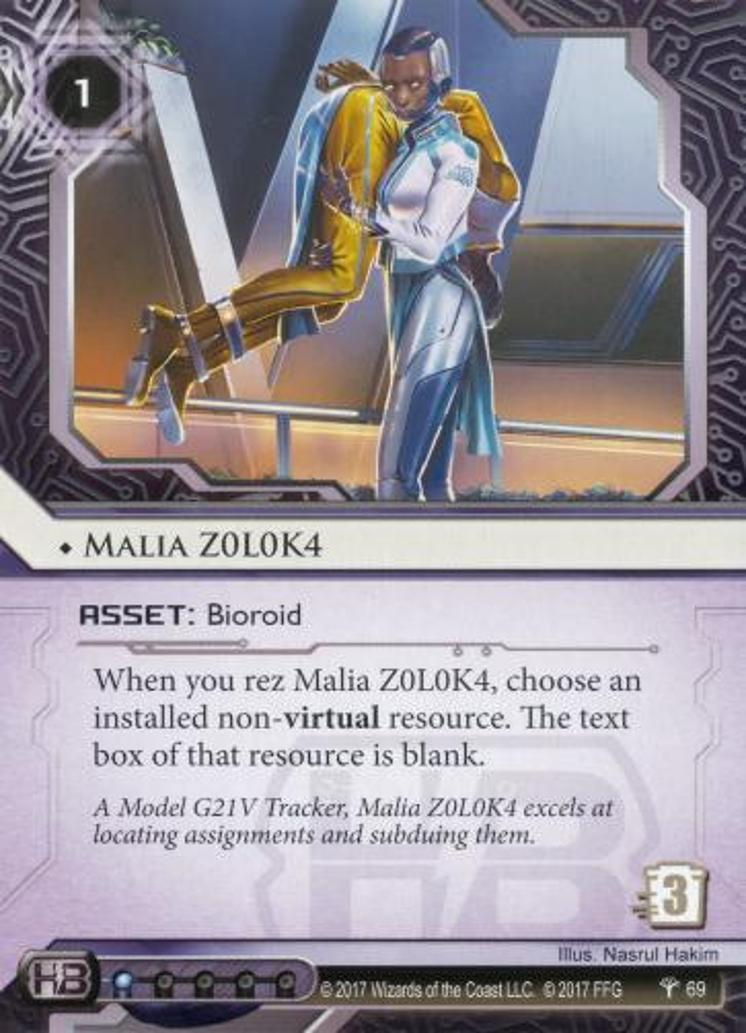 1
⬥ MALIA Z0L0K4
ASSET: Bioroid
When you rez Malia Z0L0K4, choose an
installed non-virtual resource. The text
box of that resource is blank.
A Model G21V Tracker, Malia Z0L0K4 excels at
locating assignments and subduing them.
3
Illus. Nasrul Hakim
HB
© 2017 Wizards of the Coast LLC. © 2017 FFG
69